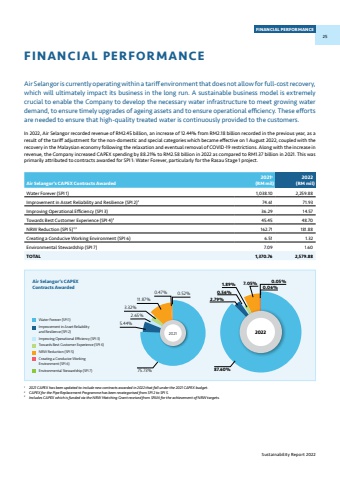 FINANCIAL PERFORMANCE
25
FINANCIAL PERFORMANCE
Air Selangor is currently operating within a tariff environment that does not allow for full-cost recovery,
which will ultimately impact its business in the long run. A sustainable business model is extremely
crucial to enable the Company to develop the necessary water infrastructure to meet growing water
demand, to ensure timely upgrades of ageing assets and to ensure operational efficiency. These efforts
are needed to ensure that high-quality treated water is continuously provided to the customers.
In 2022, Air Selangor recorded revenue of RM2.45 billion, an increase of 12.44% from RM2.18 billion recorded in the previous year, as a
result of the tariff adjustment for the non-domestic and special categories which became effective on 1 August 2022, coupled with the
recovery in the Malaysian economy following the relaxation and eventual removal of COVID-19 restrictions. Along with the increase in
revenue, the Company increased CAPEX spending by 88.21% to RM2.58 billion in 2022 as compared to RM1.37 billion in 2021. This was
primarily attributed to contracts awarded for SPI 1: Water Forever, particularly for the Rasau Stage 1 project.
Air Selangor's CAPEX Contracts Awarded 2021¹ (RM mil) 2022 (RM mil)
Water Forever (SPI 1) 1,038.10 2,259.88
Improvement in Asset Reliability and Resilience (SPI 2)* 74.61 71.93
Improving Operational Efficiency (SPI 3) 36.29 14.57
Towards Best Customer Experience (SPI 4) 45.45 48.70
NRW Reduction (SPI 5)** 162.71 181.88
Creating a Conducive Working Environment (SPI 6) 6.51 1.32
Environmental Stewardship (SPI 7) 7.09 1.60
TOTAL 1,370.76 2,579.88
Air Selangor's CAPEX
Contracts Awarded
Water Forever (SPI 1)
Improvement in Asset Reliability
and Resilience (SPI 2)
Improving Operational Efficiency (SPI 3)
Towards Best Customer Experience (SPI 4)
NRW Reduction (SPI 5)
Creating a Conducive Working
Environment (SPI 6)
Environmental Stewardship (SPI 7)
0.47%
0.52%
11.87%
3.32%
2.65%
5.44%
2021
75.73%
1.89%
7.05%
0.05%
0.06%
0.56%
2.79%
2022
87.60%
2021 CAPEX has been updated to include new contracts awarded in 2022 that fall under the 2021 CAPEX budget.
CAPEX for the Pipe Replacement Programme has been recategorised from SPI 2 to SPI 5.
Includes CAPEX which is funded via the NRW Matching Grant received from SPAN for the achievement of NRW targets.
Sustainability Report 2022